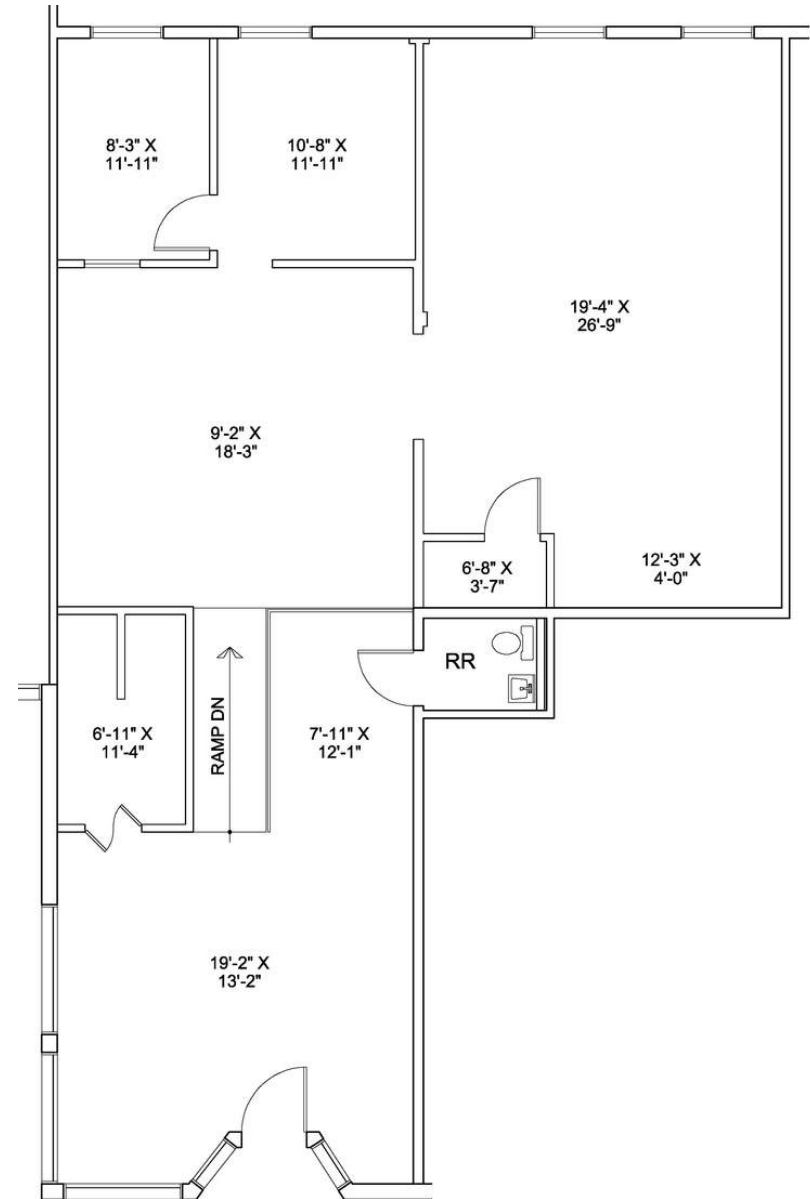 8'-3" X
11'-11"
10'-8" X
11'-11"
19'-4" X
26'-9"
9'-2" X
18'-3"
6'-8" X
3'-7"
12'-3" X
4'-0"
RR
6'-11" X
11'-4"
RAMP DN
7'-11" X
12'-1"
19'-2" X
13'-2"